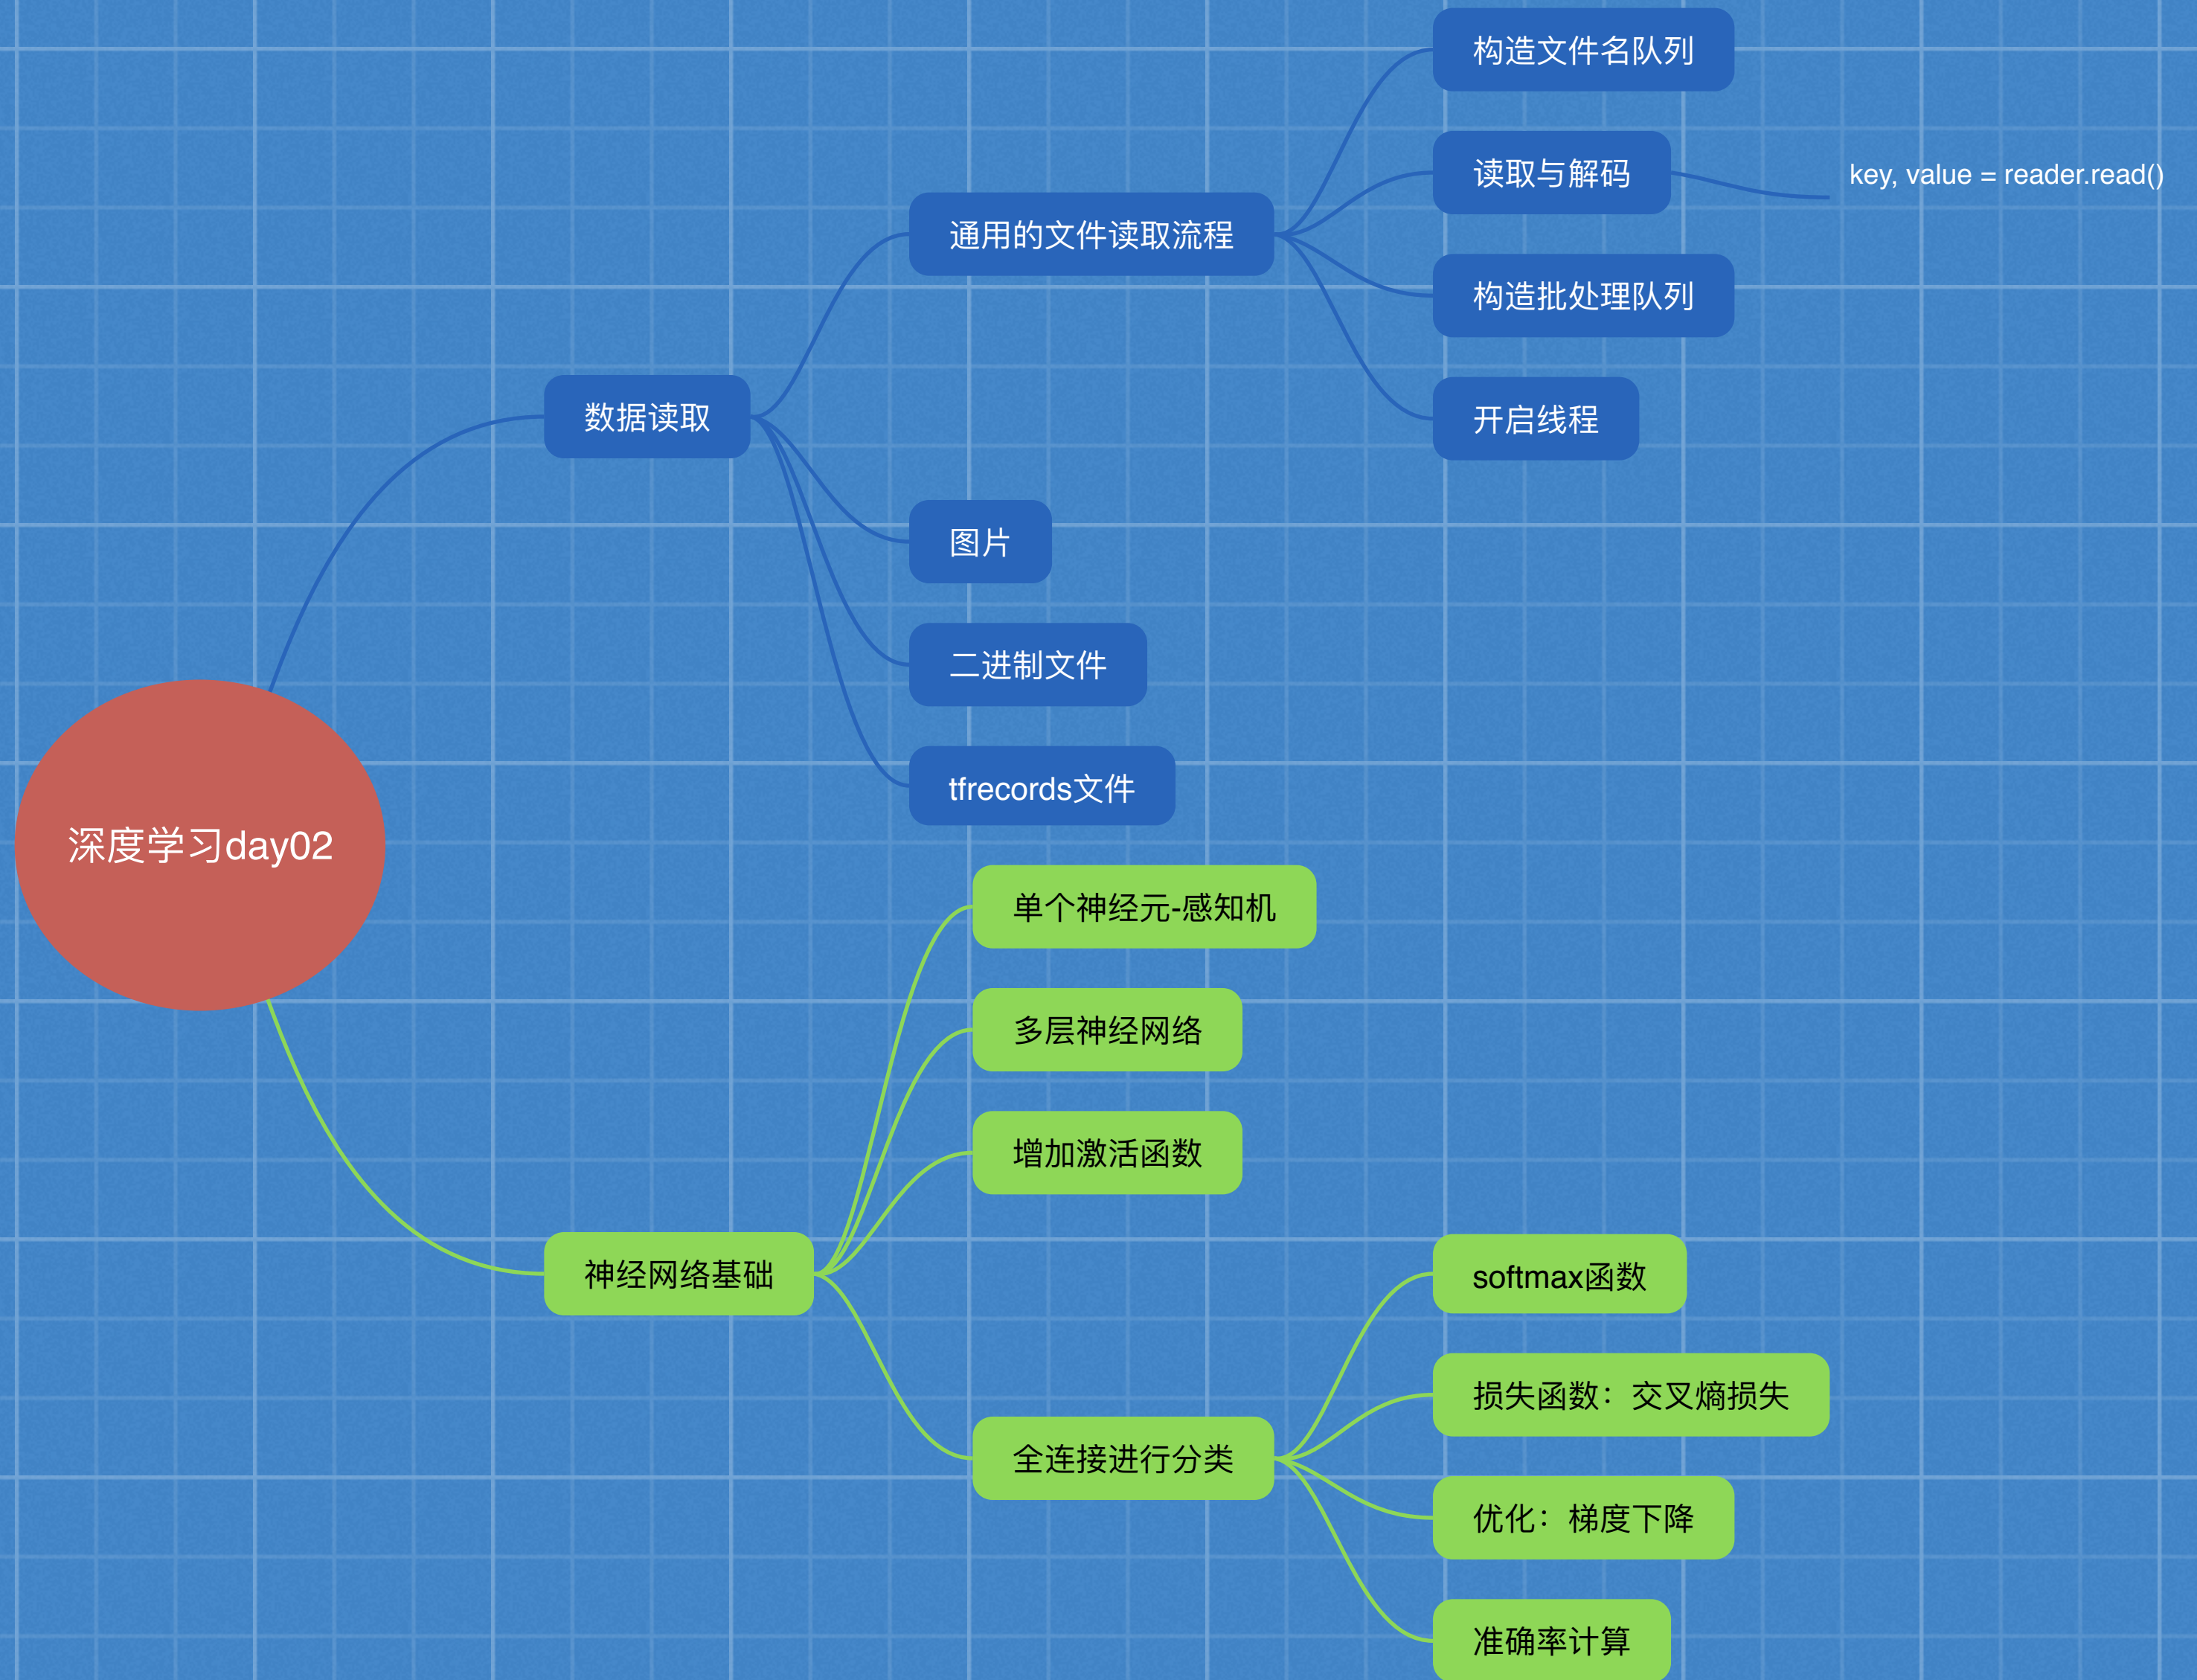 深度学习day02
数据读取
通用的文件读取流程
构造文件名队列
读取与解码
key, value = reader.read()
构造批处理队列
开启线程
图片
二进制文件
tfrecords文件
神经网络基础
单个神经元-感知机
多层神经网络
增加激活函数
全连接进行分类
softmax函数
损失函数：交叉熵损失
优化：梯度下降
准确率计算